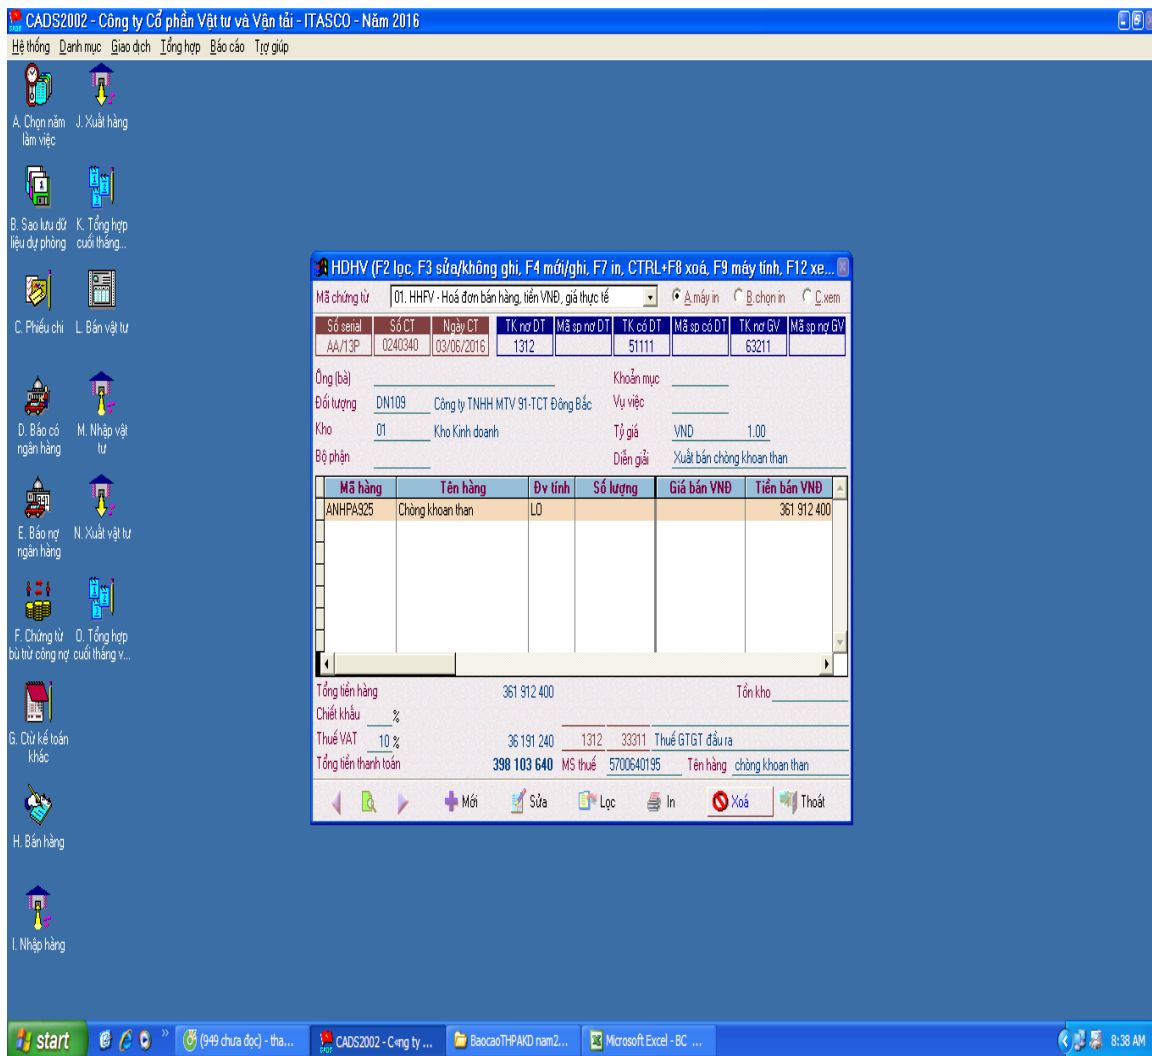 CADS2002 - Công ty Cổ phần Vật tư và Vận tải - ITASCO - Năm 2016
Hệ thống Danh mục Giao dịch Tổng hợp Báo cáo Trợ giúp
A. Chọn năm làm việc
J. Xuất hàng
B. Sao lưu dữ liệu dự phòng
K. Tổng hợp cuối tháng...
C. Phiếu chi
L. Bán vật tư
D. Báo có ngân hàng
M. Nhập vật tư
E. Báo nợ ngân hàng
N. Xuất vật tư
F. Chứng từ bù trừ công nợ
O. Tổng hợp cuối tháng v...
G. Ctừ kế toán khác
H. Bán hàng
I. Nhập hàng
HDHV (F2 lọc, F3 sửa/không ghi, F4 mới/ghi, F7 in, CTRL+F8 xoá, F9 máy tính, F12 xe...
Mã chứng từ 01. HHFV - Hoá đơn bán hàng, tiền VNĐ, giá thực tế A.máy in B.chọn in C.xem
Số serial Số CT Ngày CT TK nợ DT Mã sp nợ DT TK có DT Mã sp có DT TK nợ GV Mã sp nợ GV
AA/13P 0240340 03/06/2016 1312 51111 63211
Ông (bà) Khoản mục
Đối tượng DN109 Công ty TNHH MTV 91-TCT Đông Bắc Vụ việc
Kho 01 Kho Kinh doanh Tỷ giá VND 1.00
Bộ phận Diễn giải Xuất bán chòng khoan than
Mã hàng Tên hàng Đv tính Số lượng Giá bán VNĐ Tiền bán VNĐ
ANHPA925 Chòng khoan than LO 361 912 400
Tổng tiền hàng 361 912 400 Tồn kho
Chiết khấu %
Thuế VAT 10 % 36 191 240 1312 33311 Thuế GTGT đầu ra
Tổng tiền thanh toán 398 103 640 MS thuế 5700640195 Tên hàng chòng khoan than
Mới Sửa Lọc In Xoá Thoát
start (949 chưa đọc) - tha... CADS2002 - C«ng ty ... BaocaoTHPAKD nam2... Microsoft Excel - BC ... 8:38 AM